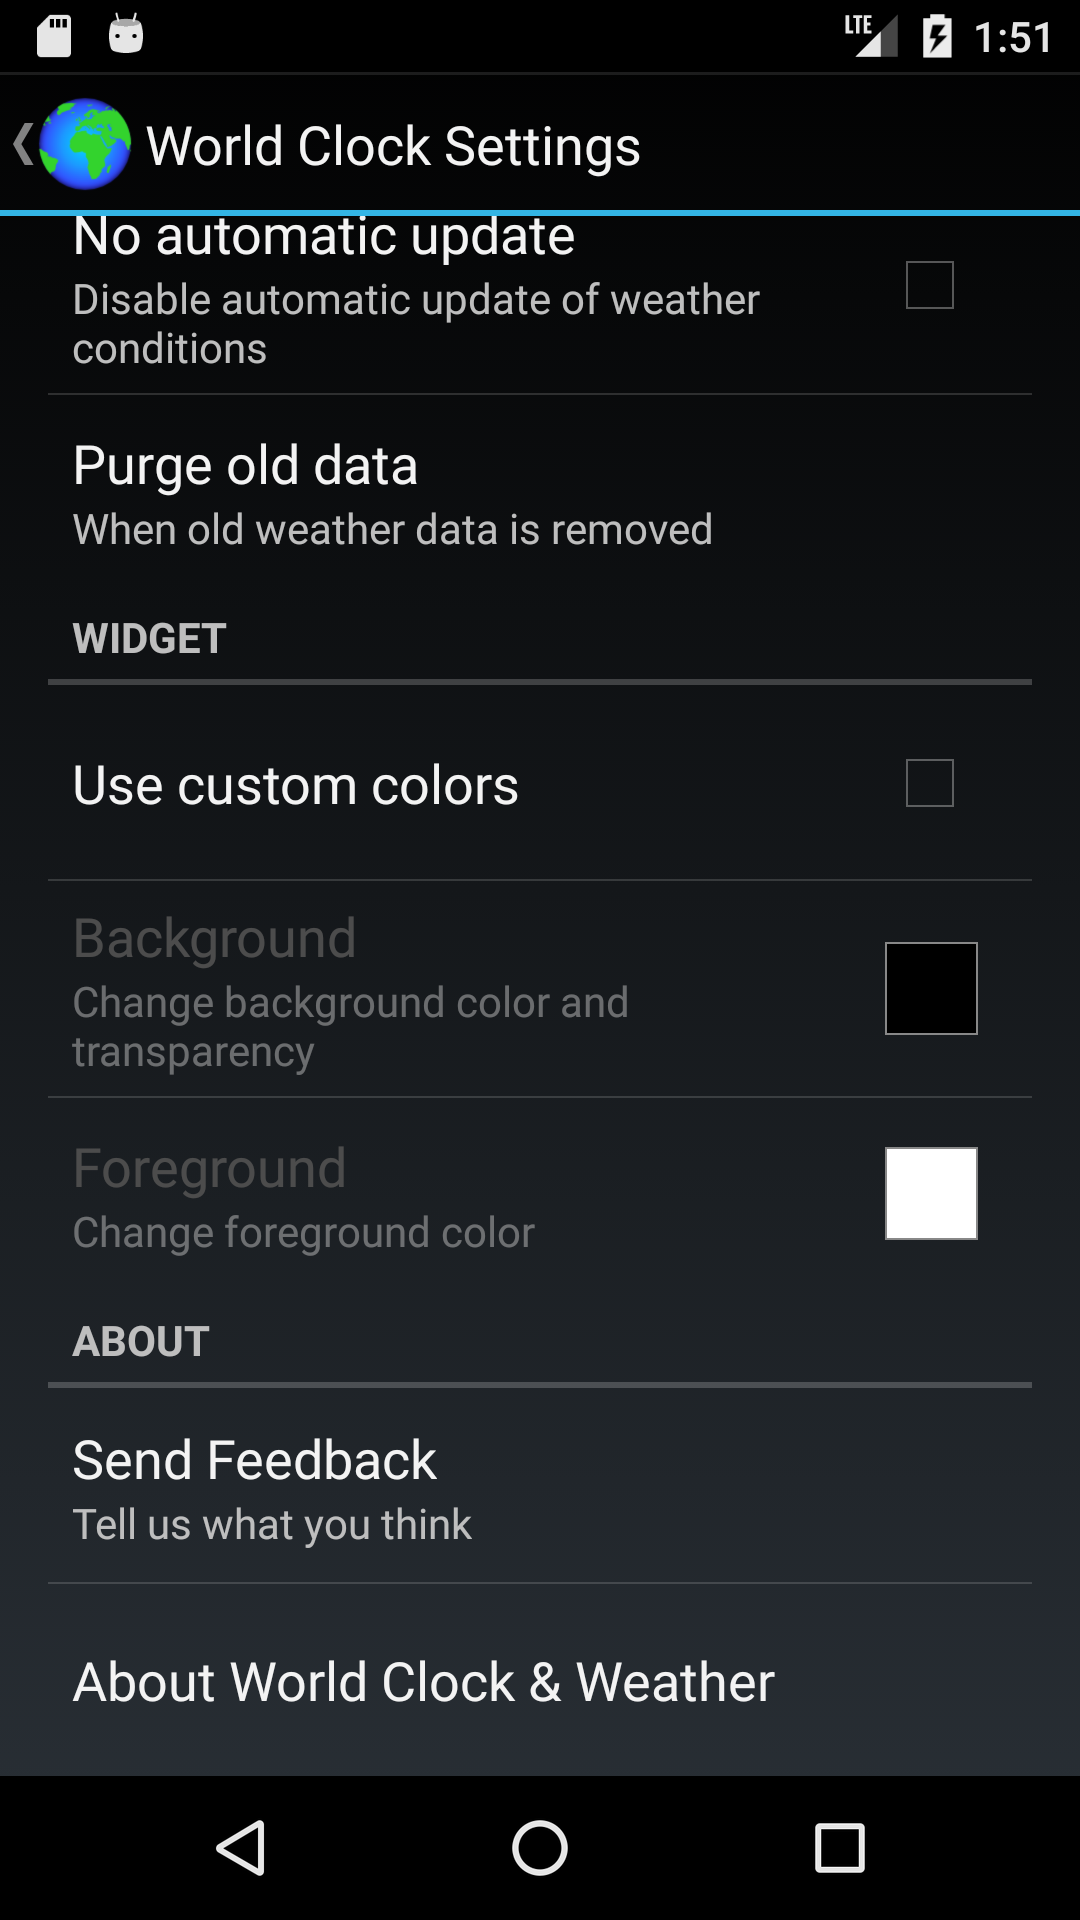 LTE 1:51
World Clock Settings
No automatic update
Disable automatic update of weather
conditions
Purge old data
When old weather data is removed
WIDGET
Use custom colors
Background
Change background color and
transparency
Foreground
Change foreground color
ABOUT
Send Feedback
Tell us what you think
About World Clock & Weather